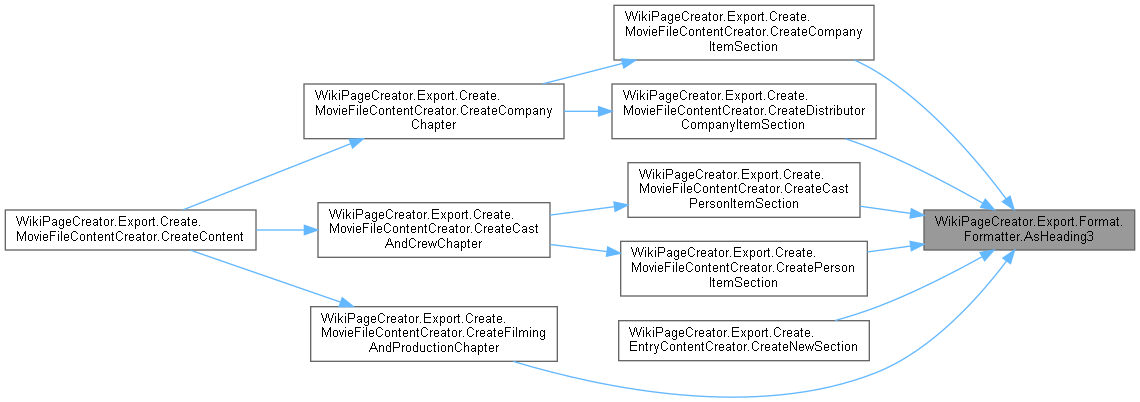 WikiPageCreator.Export.Create.
MovieFileContentCreator.CreateCompany
ItemSection
WikiPageCreator.Export.Create.
MovieFileContentCreator.CreateCompany
Chapter
WikiPageCreator.Export.Create.
MovieFileContentCreator.CreateDistributor
CompanyItemSection
WikiPageCreator.Export.Create.
MovieFileContentCreator.CreateCast
PersonItemSection
WikiPageCreator.Export.Create.
MovieFileContentCreator.CreateContent
WikiPageCreator.Export.Create.
MovieFileContentCreator.CreateCast
AndCrewChapter
WikiPageCreator.Export.Format.
Formatter.AsHeading3
WikiPageCreator.Export.Create.
MovieFileContentCreator.CreatePerson
ItemSection
WikiPageCreator.Export.Create.
MovieFileContentCreator.CreateFilming
AndProductionChapter
WikiPageCreator.Export.Create.
EntryContentCreator.CreateNewSection